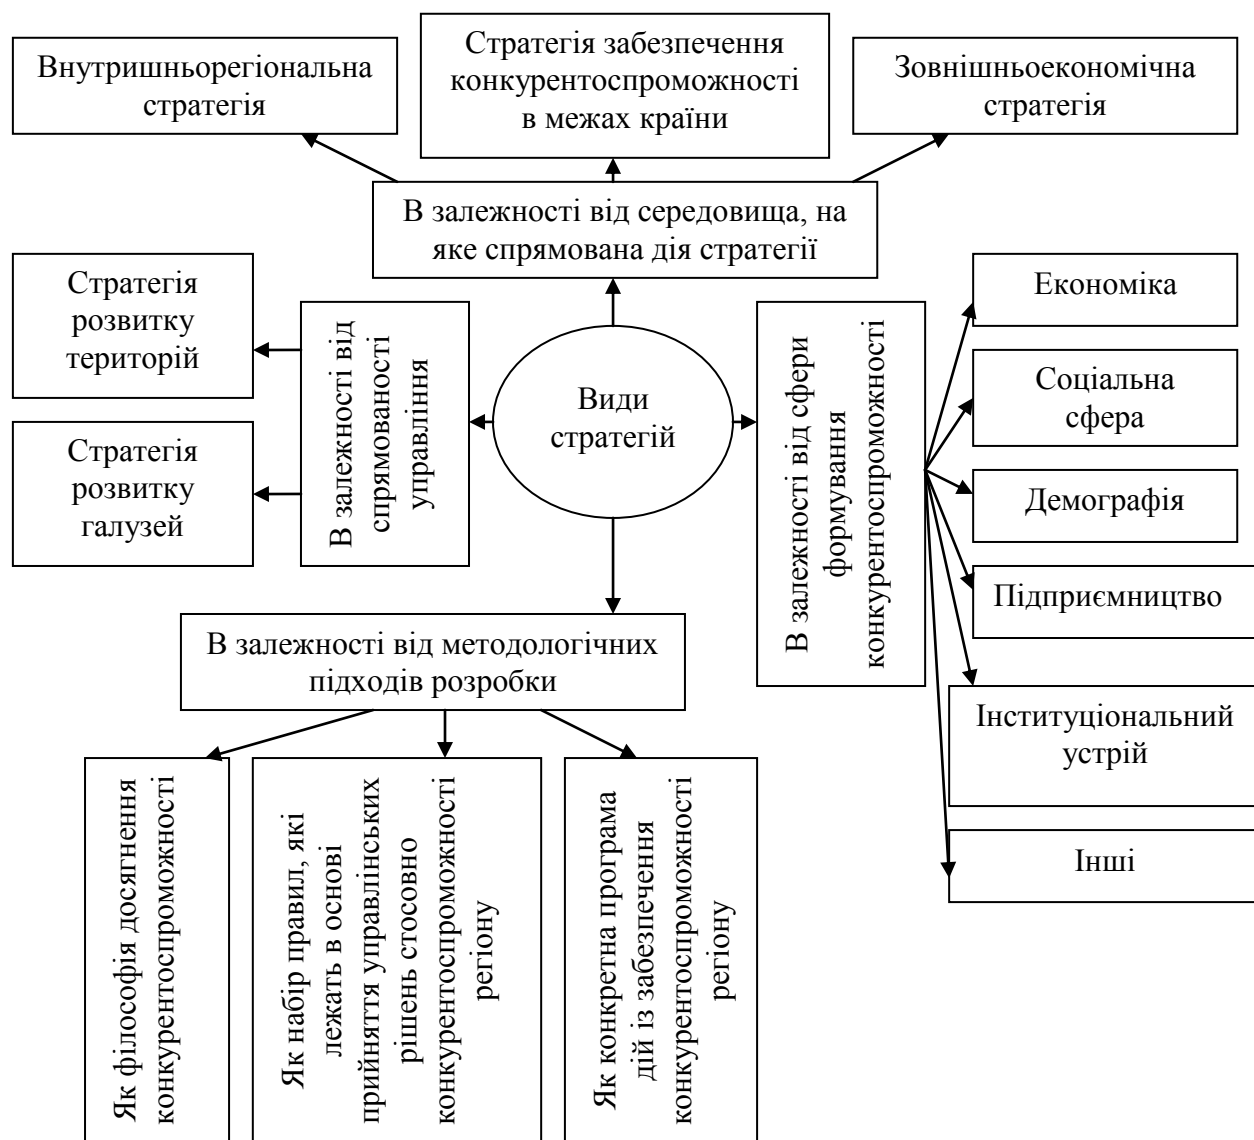 Внутришньорегіональна
стратегія
Стратегія забезпечення
конкурентоспроможності
в межах країни
Зовнішньоекономічна
стратегія
В залежності від середовища, на
яке спрямована дія стратегії
Стратегія
розвитку
територій
Стратегія
розвитку
галузей
В залежності від
спрямованості
управління
Види
стратегій
В залежності від сфери
формування
конкурентоспроможності
Економіка
Соціальна
сфера
Демографія
Підприємництво
Інституціональний
устрій
Інші
В залежності від методологічних
підходів розробки
Як філософія досягнення
конкурентоспроможності
Як набір правил, які
лежать в основі
прийняття управлінських
рішень стосовно
конкурентоспроможності
регіону
Як конкретна програма
дій із забезпечення
конкурентоспроможності
регіону